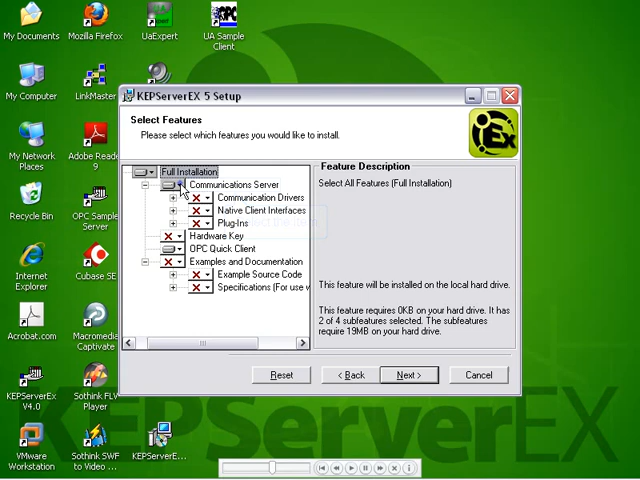 My Documents
Mozilla Firefox
UaExpert
UA Sample
Client
My Computer
LinkMaster
My Network
Places
Adobe Reade
9
Recycle Bin
OPC Sample
Server
Internet
Explorer
Cubase SE
Acrobat.com
Macromedia
Captivate
KEPServerEx
V4.0
Sothink FLV
Player
VMware
Workstation
Sothink SWF
to Video ...
KEPServerE...
KEPServerEX 5 Setup
Select Features
Please select which features you would like to install.
Ex
Full Installation
Communications Server
Communication Drivers
Native Client Interfaces
Plug-Ins
Hardware Key
OPC Quick Client
Examples and Documentation
Example Source Code
Specifications (For use w
Feature Description
Select All Features (Full Installation)
This feature will be installed on the local hard drive.
This feature requires 0KB on your hard drive. It has
2 of 4 subfeatures selected. The subfeatures
require 19MB on your hard drive.
Reset
< Back
Next >
Cancel
KEPServerEX